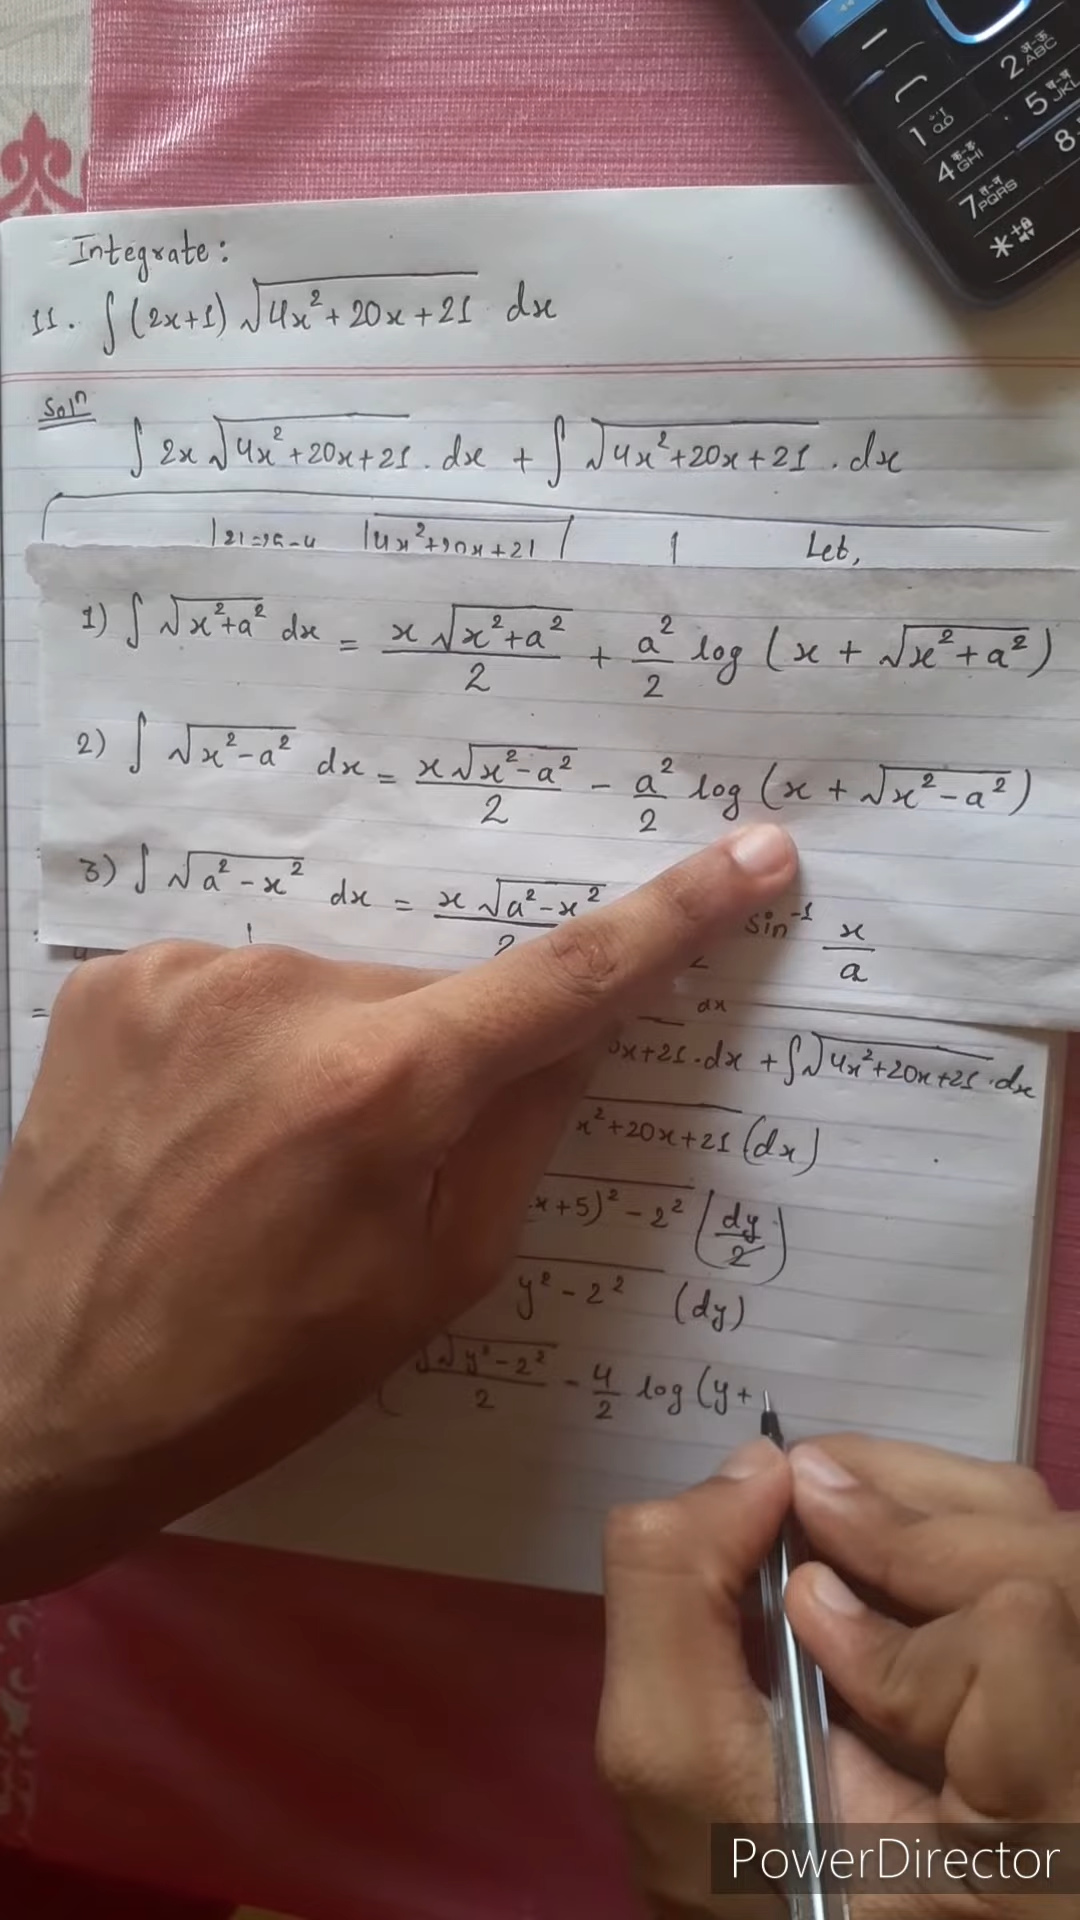 Integrate:
11. ∫ (2x+1) √4x²+20x+21 dx
Solⁿ
∫ 2x √4x²+20x+21 . dx + ∫ √4x²+20x+21 . dx
4x²+20x+21 Let,
1) ∫ √x²+a² dx = x √x²+a² / 2 + a²/2 log (x + √x²+a²)
2) ∫ √x²-a² dx = x√x²-a² / 2 - a²/2 log (x + √x²-a²)
3) ∫ √a²-x² dx = x √a²-x² / 2 sin⁻¹ x/a
dx
x+21 . dx + ∫ √4x²+20x+21 . dx
x²+20x+21 (dx)
x+5)² - 2² (dy/2)
y² - 2² (dy)
√y²-2² / 2 - 4/2 log (y +
1 2 अ-ऊ ABC
4 GHI 5 JKL
7 PQRS 8
*
PowerDirector